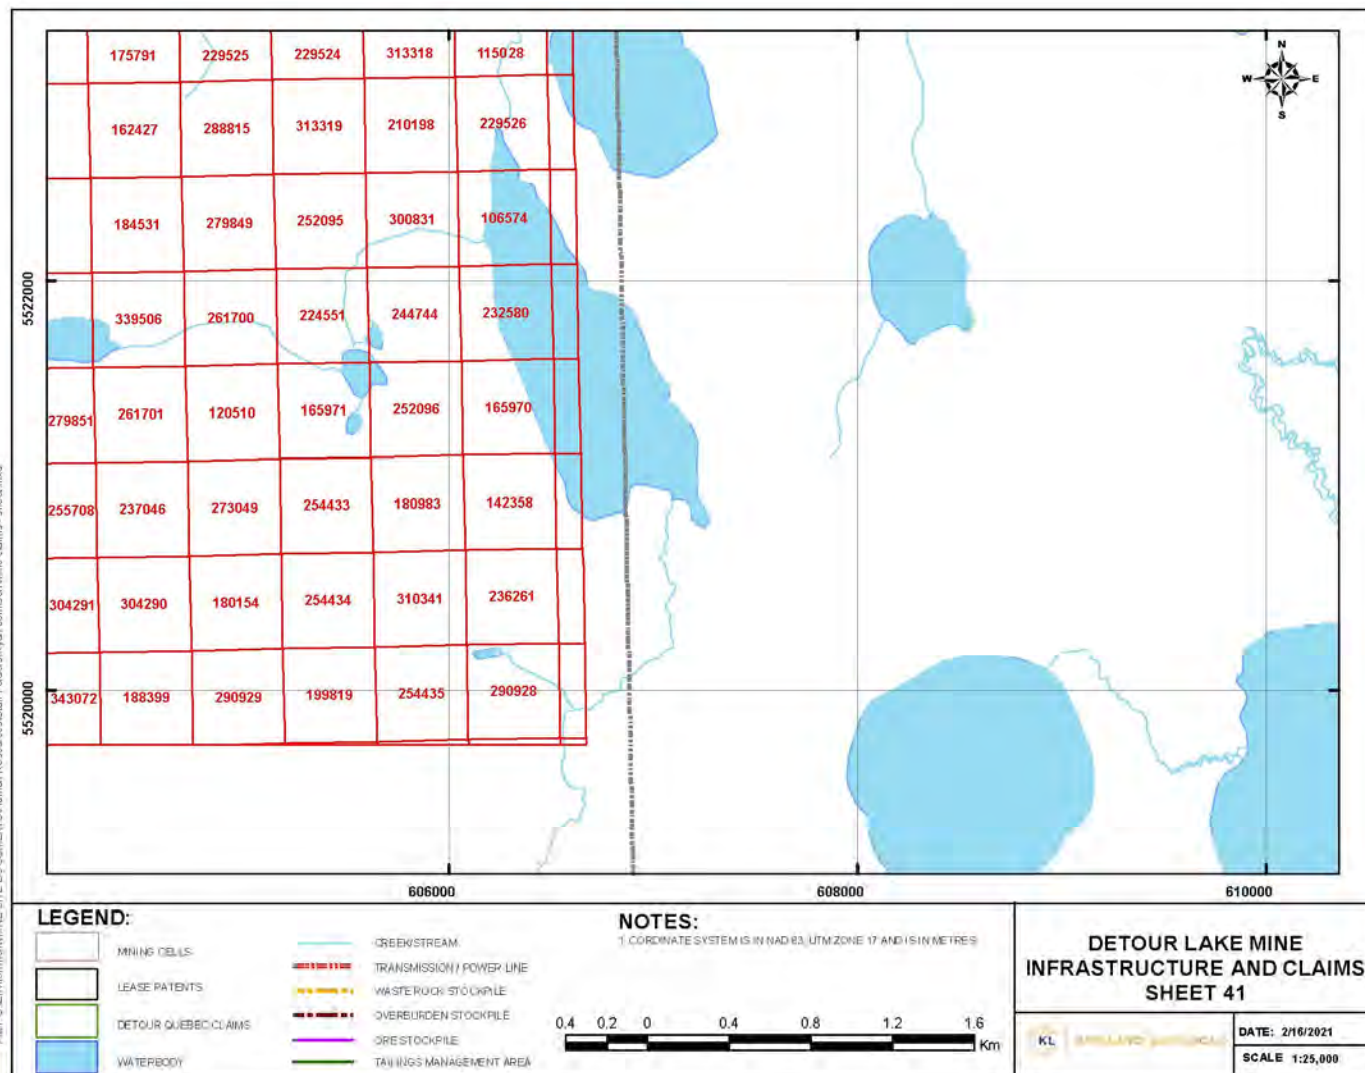 175791 229525 229524 313318 115028
N
W E
S
162427 288815 313319 210198 229526
184531 279849 252095 300831 106574
5522000
339506 261700 224551 244744 232580
279851 261701 120510 165971 252096 165970
255708 237046 273049 254433 180983 142358
304291 304290 180154 254434 310341 236261
5520000
343072 188399 290929 199819 254435 290928
606000 608000 610000
LEGEND:
MINING CELLS
LEASE PATENTS
DETOUR QUEBEC CLAIMS
WATERBODY
CREEK/STREAM
TRANSMISSION / POWER LINE
WASTE ROCK STOCKPILE
OVERBURDEN STOCKPILE
ORE STOCKPILE
TAILINGS MANAGEMENT AREA
NOTES:
1. CORDINATE SYSTEM IS IN NAD 83, UTM ZONE 17 AND IS IN METRES
0.4 0.2 0 0.4 0.8 1.2 1.6
Km
DETOUR LAKE MINE
INFRASTRUCTURE AND CLAIMS
SHEET 41
KL
DATE: 2/16/2021
SCALE 1:25,000